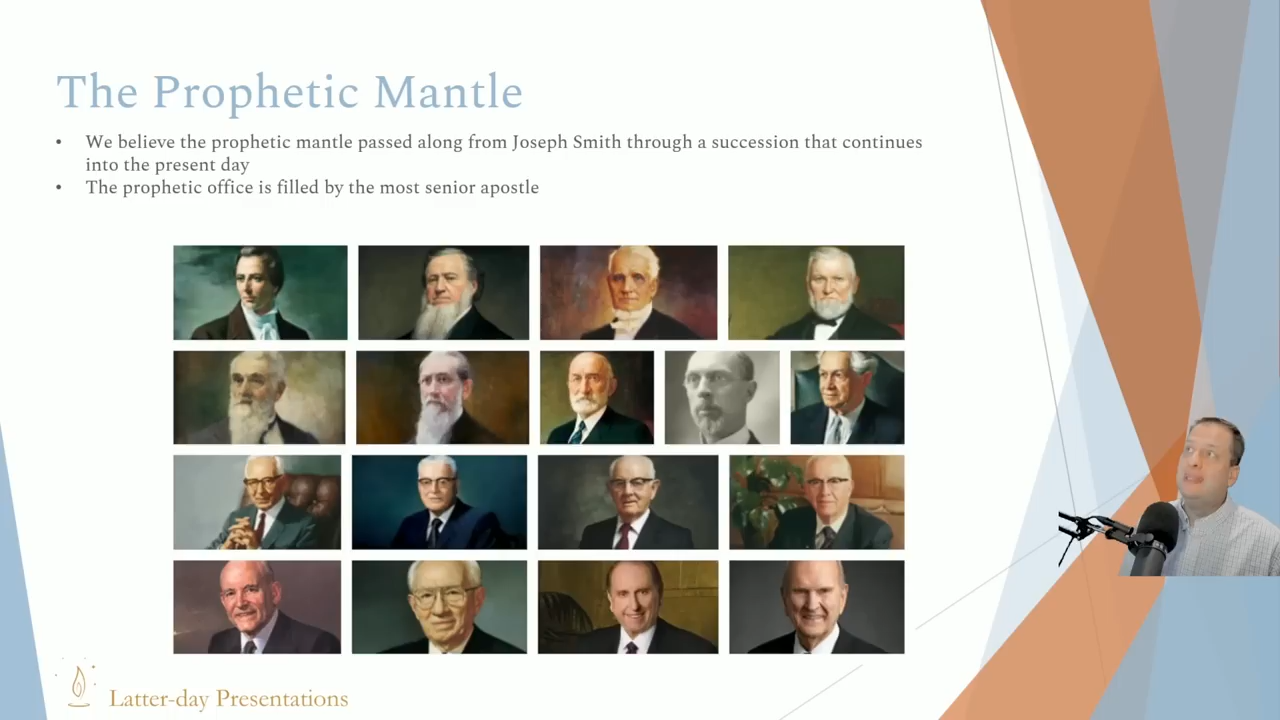 The Prophetic Mantle
• We believe the prophetic mantle passed along from Joseph Smith through a succession that continues
into the present day
• The prophetic office is filled by the most senior apostle
Latter-day Presentations